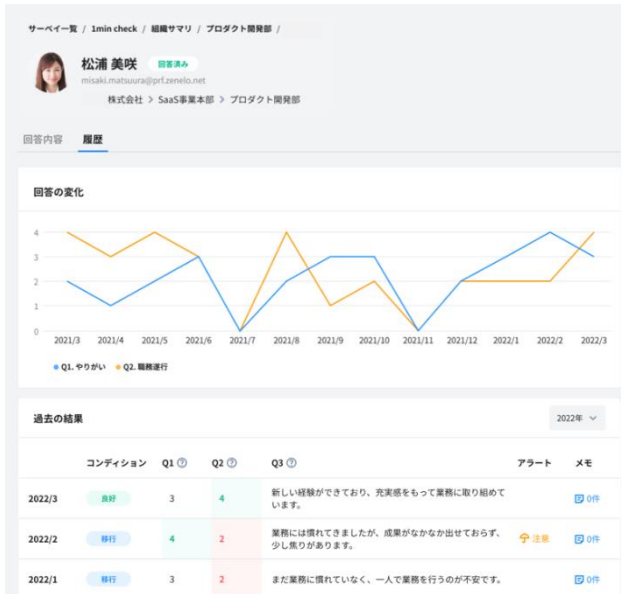 サーベイ一覧 / 1min check / 組織サマリ / プロダクト開発部 /
松浦 美咲 回答済み
misaki.matsuura@prf.zenelo.net
株式会社 > SaaS事業本部 > プロダクト開発部
回答内容 履歴
回答の変化
4
3
2
1
0
2021/3 2021/4 2021/5 2021/6 2021/7 2021/8 2021/9 2021/10 2021/11 2021/12 2022/1 2022/2 2022/3
Q1. やりがい Q2. 職務遂行
過去の結果 2022年
コンディション Q1 ? Q2 ? Q3 ? アラート メモ
2022/3 良好 3 4 新しい経験ができており、充実感をもって業務に取り組めて
います。 0件
2022/2 移行 4 2 業務には慣れてきましたが、成果がなかなか出せておらず、
少し焦りがあります。 注意 0件
2022/1 移行 3 2 まだ業務に慣れていなく、一人で業務を行うのが不安です。 0件